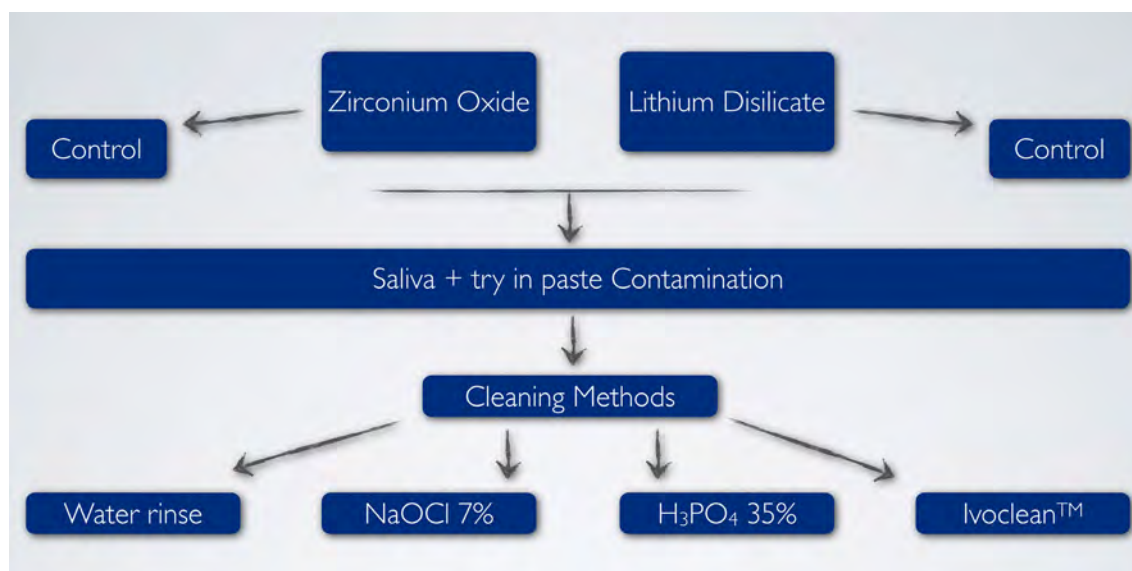 Zirconium Oxide
Lithium Disilicate
Control
Control
Saliva + try in paste Contamination
Cleaning Methods
Water rinse
NaOCl 7%
H₃PO₄ 35%
Ivoclean™